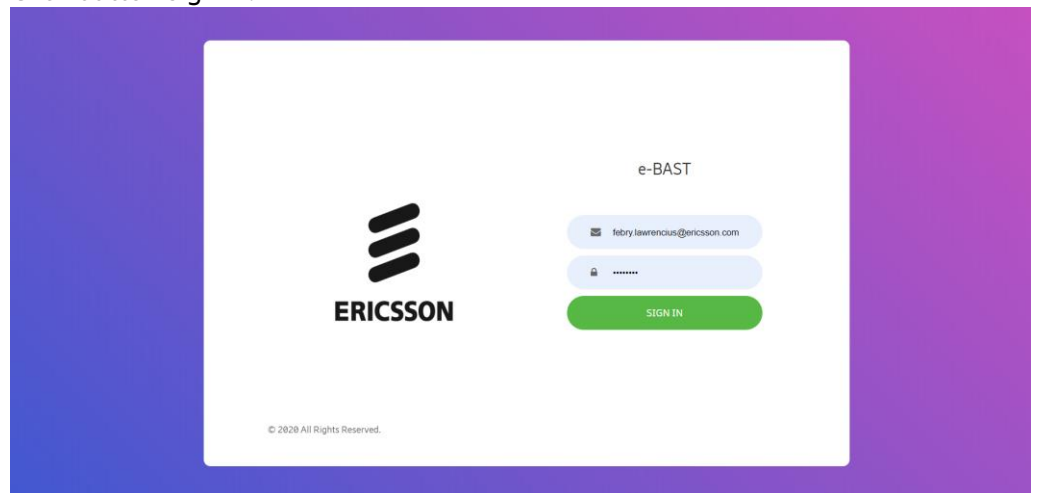 e-BAST
febry.lawrencius@ericsson.com
••••••••
SIGN IN
ERICSSON
© 2020 All Rights Reserved.